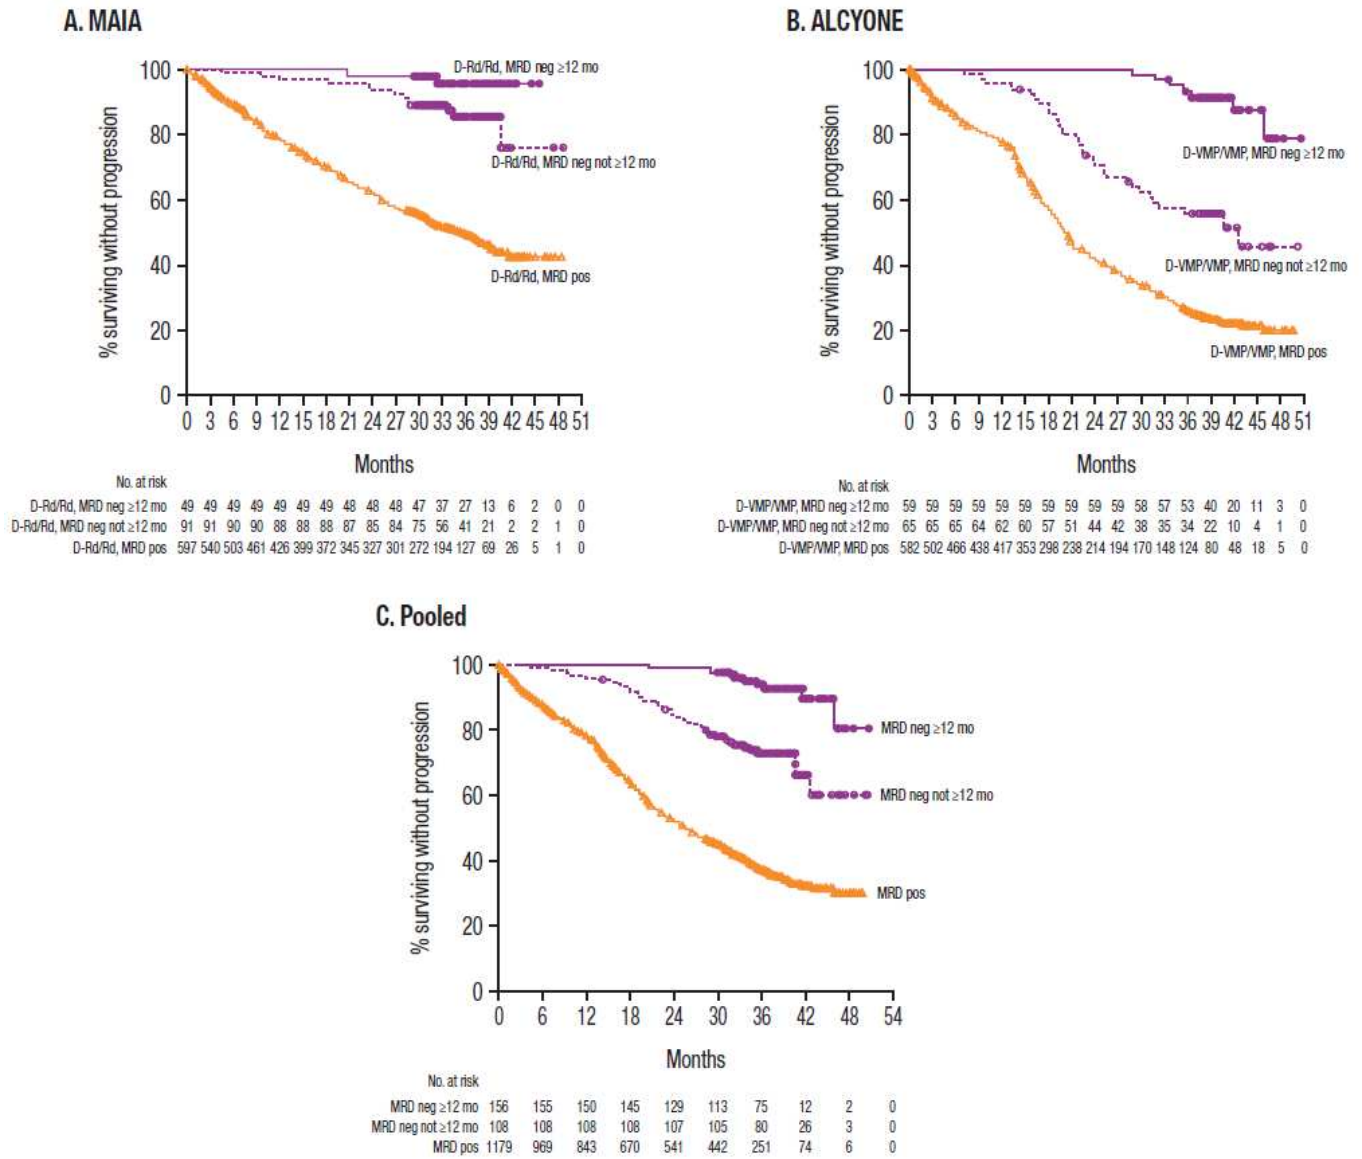 A. MAIA
% surviving without progression
100
80
60
40
20
0
D-Rd/Rd, MRD neg ≥12 mo
D-Rd/Rd, MRD neg not ≥12 mo
D-Rd/Rd, MRD pos
0 3 6 9 12 15 18 21 24 27 30 33 36 39 42 45 48 51
Months
No. at risk
D-Rd/Rd, MRD neg ≥12 mo 49 49 49 49 49 49 49 48 48 48 47 37 27 13 6 2 0 0
D-Rd/Rd, MRD neg not ≥12 mo 91 91 90 90 88 88 88 87 85 84 75 56 41 21 2 2 1 0
D-Rd/Rd, MRD pos 597 540 503 461 426 399 372 345 327 301 272 194 127 69 26 5 1 0
B. ALCYONE
% surviving without progression
100
80
60
40
20
0
D-VMP/VMP, MRD neg ≥12 mo
D-VMP/VMP, MRD neg not ≥12 mo
D-VMP/VMP, MRD pos
0 3 6 9 12 15 18 21 24 27 30 33 36 39 42 45 48 51
Months
No. at risk
D-VMP/VMP, MRD neg ≥12 mo 59 59 59 59 59 59 59 59 59 59 58 57 53 40 20 11 3 0
D-VMP/VMP, MRD neg not ≥12 mo 65 65 65 64 62 60 57 51 44 42 38 35 34 22 10 4 1 0
D-VMP/VMP, MRD pos 582 502 466 438 417 353 298 238 214 194 170 148 124 80 48 18 5 0
C. Pooled
% surviving without progression
100
80
60
40
20
0
MRD neg ≥12 mo
MRD neg not ≥12 mo
MRD pos
0 6 12 18 24 30 36 42 48 54
Months
No. at risk
MRD neg ≥12 mo 156 155 150 145 129 113 75 12 2 0
MRD neg not ≥12 mo 108 108 108 108 107 105 80 26 3 0
MRD pos 1179 969 843 670 541 442 251 74 6 0